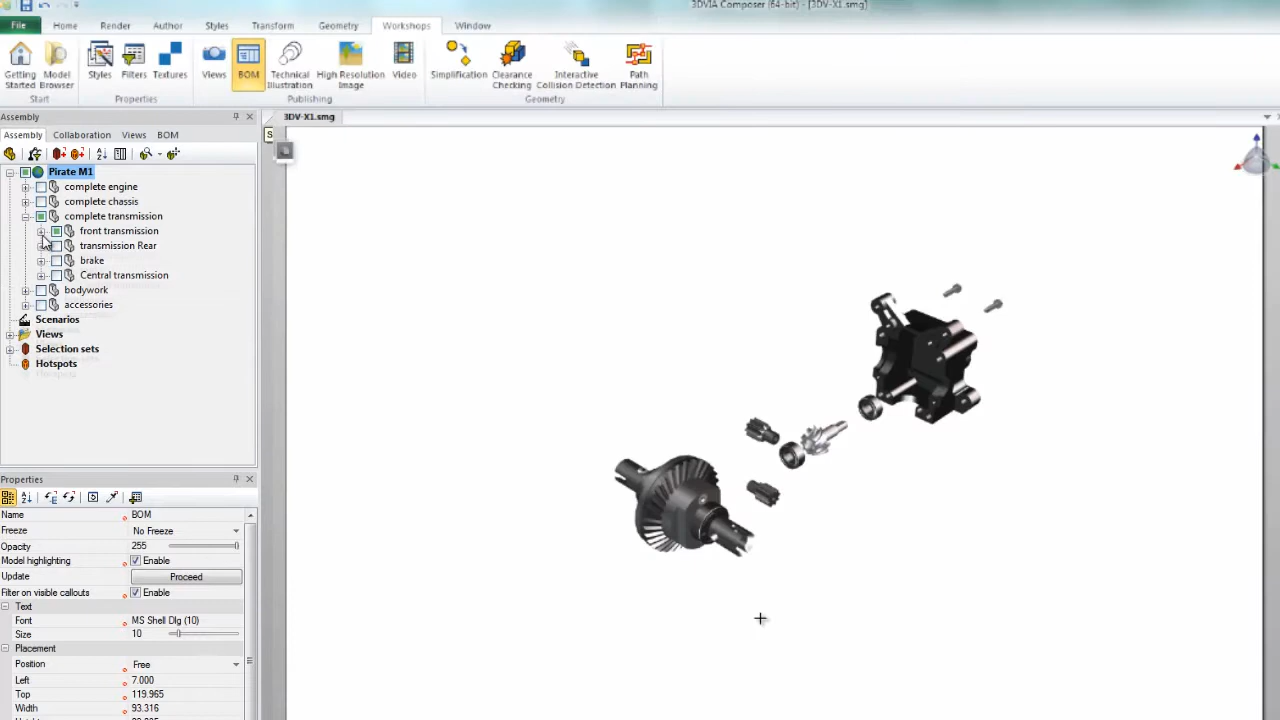 3DVIA Composer (64-bit) - [3DV-X1.smg]
File Home Render Author Styles Transform Geometry Workshops Window
Getting Started Model Browser Styles Filters Textures Views BOM Technical Illustration High Resolution Image Video Simplification Clearance Checking Interactive Collision Detection Path Planning
Start Properties Publishing Geometry
Assembly
3DV-X1.smg
Assembly Collaboration Views BOM
S
Pirate M1
complete engine
complete chassis
complete transmission
front transmission
transmission Rear
brake
Central transmission
bodywork
accessories
Scenarios
Views
Selection sets
Hotspots
Properties
Name BOM
Freeze No Freeze
Opacity 255
Model highlighting Enable
Update Proceed
Filter on visible callouts Enable
Text
Font MS Shell Dlg (10)
Size 10
Placement
Position Free
Left 7.000
Top 119.965
Width 93.316